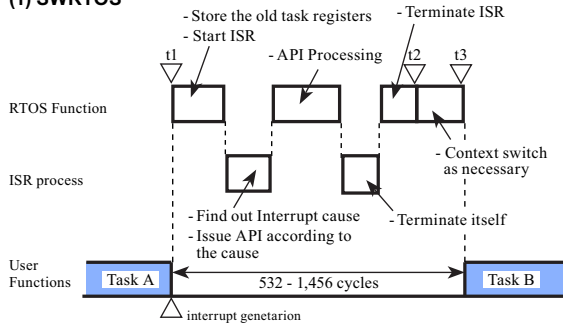 (1) SWRTOS
- Store the old task registers
- Start ISR
- Terminate ISR
- API Processing
t1
t2
t3
RTOS Function
- Context switch
as necessary
ISR process
- Find out Interrupt cause
- Issue API according to
the cause
- Terminate itself
User
Functions
Task A
532 - 1,456 cycles
Task B
interrupt genetarion